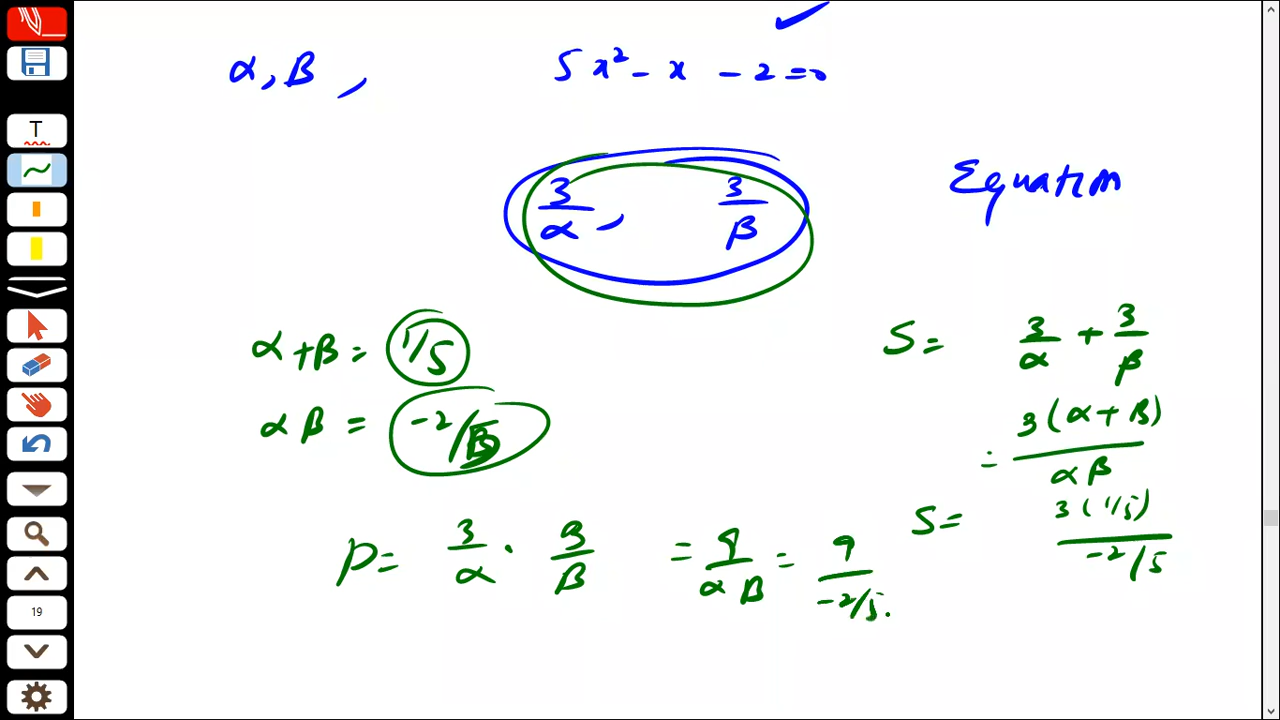 α, β , 5x² - x - 2 = 0
3/α , 3/β Equation
α+β = 1/5 S = 3/α + 3/β
αβ = -2/5 = 3(α+β)/αβ
P = 3/α · 3/β = 9/αβ = 9/-2/5. S = 3(1/5)/-2/5
T
19